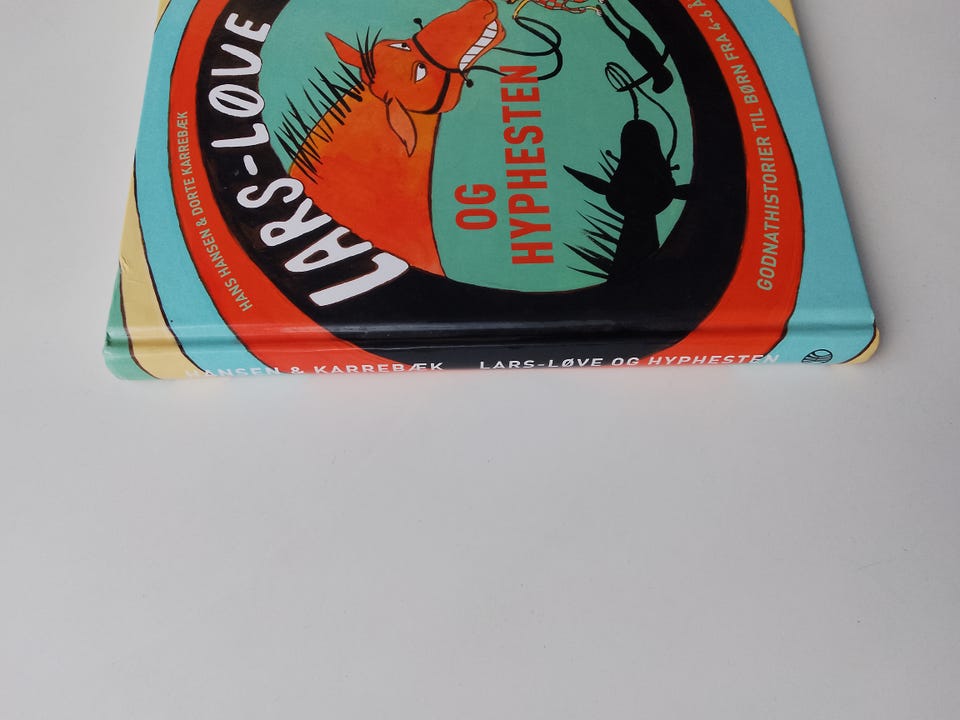 HANS HANSEN & DORTE KARREBÆK
LARS-LØVE
OG
HYPHESTEN
GODNATHISTORIER TIL BØRN FRA 4-6 Å
HANSEN & KARREBÆK LARS-LØVE OG HYPHESTEN